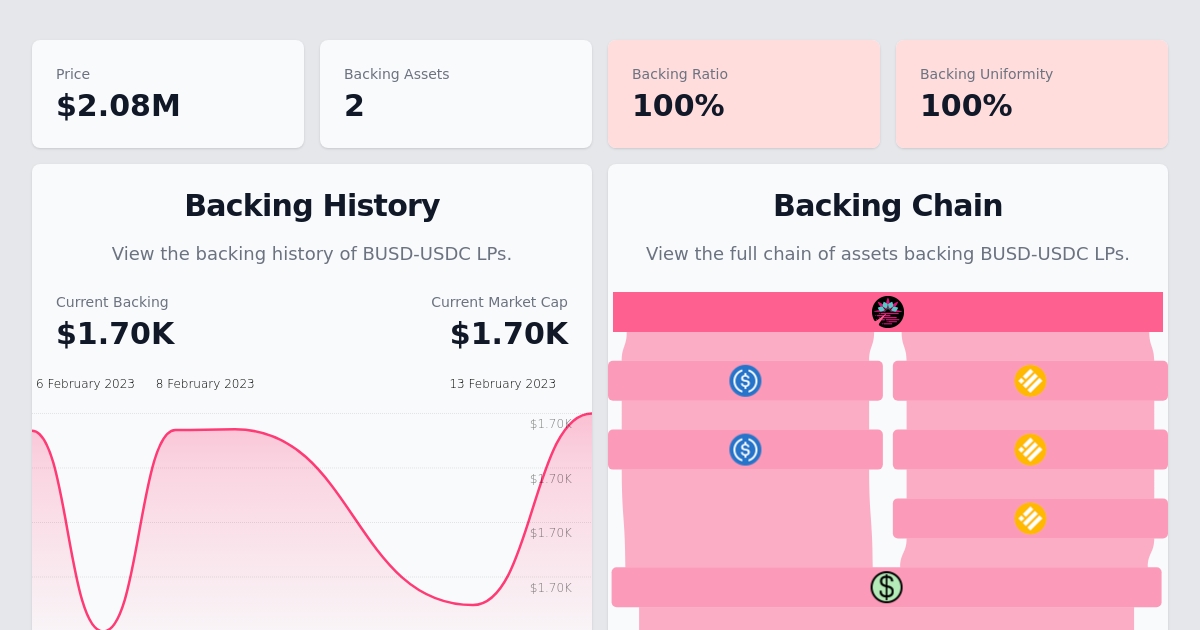 Price
$2.08M
Backing Assets
2
Backing Ratio
100%
Backing Uniformity
100%
Backing History
View the backing history of BUSD-USDC LPs.
Current Backing
$1.70K
Current Market Cap
$1.70K
6 February 2023
8 February 2023
13 February 2023
$1.70K
$1.70K
$1.70K
$1.70K
Backing Chain
View the full chain of assets backing BUSD-USDC LPs.